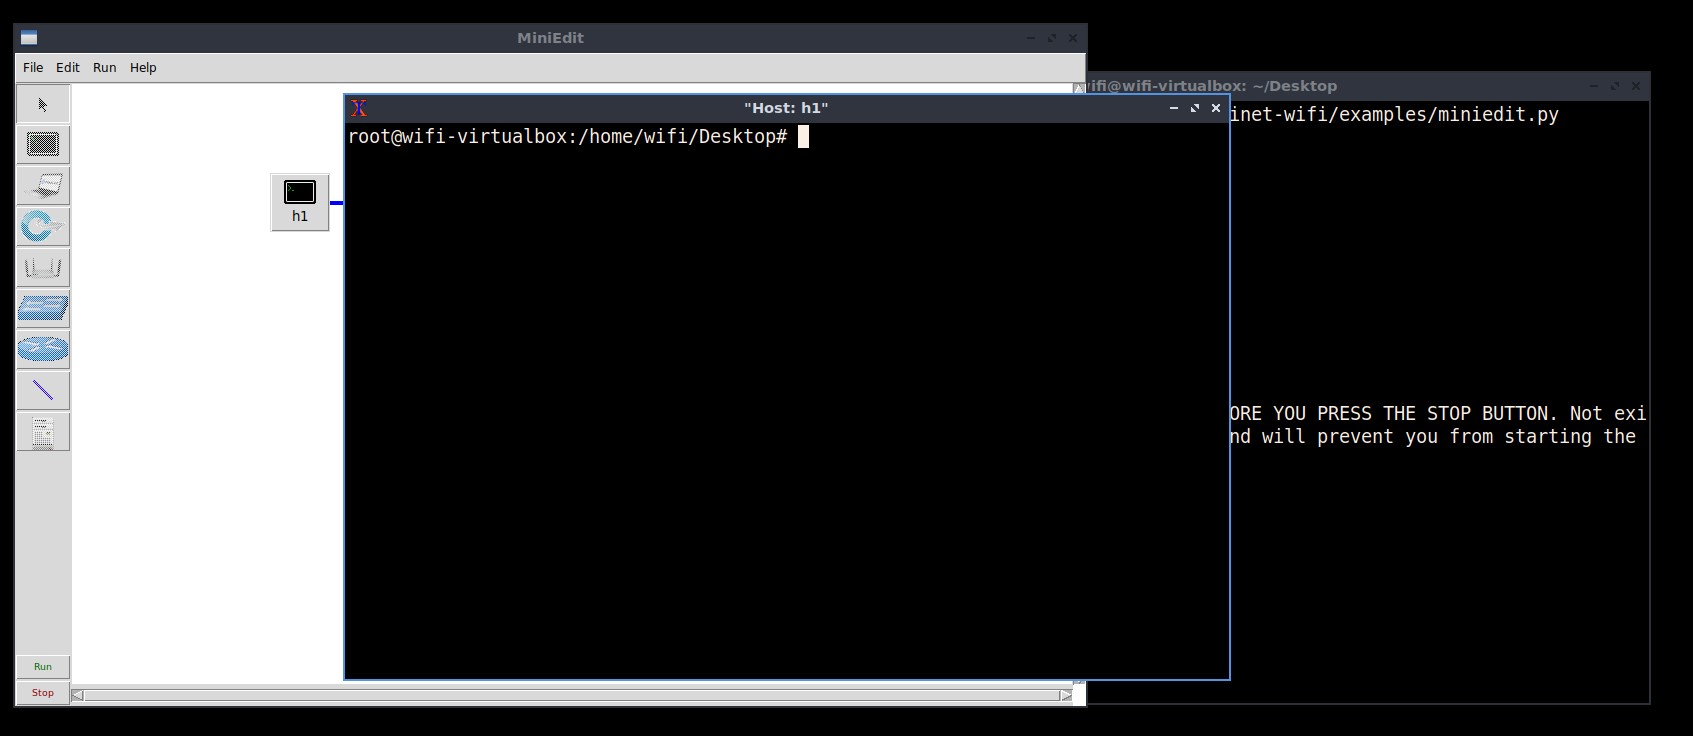 MiniEdit
File Edit Run Help
ifi@wifi-virtualbox: ~/Desktop
"Host: h1"
inet-wifi/examples/miniedit.py
root@wifi-virtualbox:/home/wifi/Desktop#
h1
ORE YOU PRESS THE STOP BUTTON. Not exi
nd will prevent you from starting the
Run
Stop